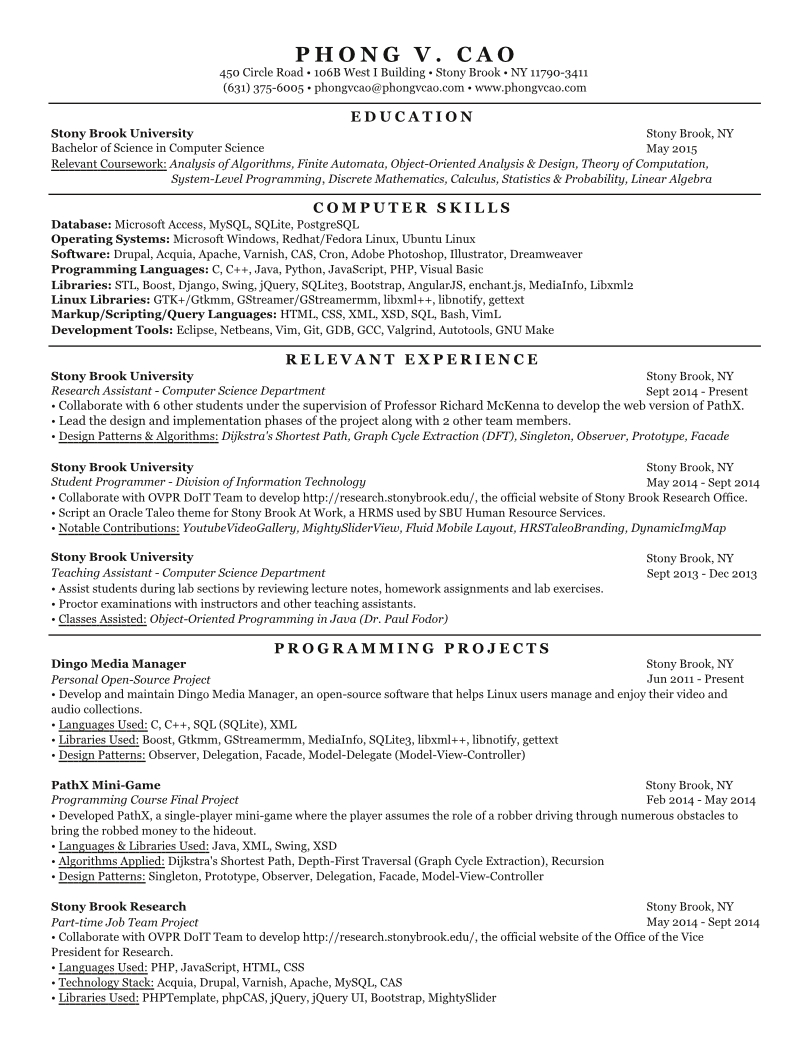 PHONG V. CAO
450 Circle Road • 106B West I Building • Stony Brook • NY 11790-3411
(631) 375-6005 • phongvcao@phongvcao.com • www.phongvcao.com
EDUCATION
Stony Brook University Stony Brook, NY
Bachelor of Science in Computer Science May 2015
Relevant Coursework: Analysis of Algorithms, Finite Automata, Object-Oriented Analysis & Design, Theory of Computation,
System-Level Programming, Discrete Mathematics, Calculus, Statistics & Probability, Linear Algebra
COMPUTER SKILLS
Database: Microsoft Access, MySQL, SQLite, PostgreSQL
Operating Systems: Microsoft Windows, Redhat/Fedora Linux, Ubuntu Linux
Software: Drupal, Acquia, Apache, Varnish, CAS, Cron, Adobe Photoshop, Illustrator, Dreamweaver
Programming Languages: C, C++, Java, Python, JavaScript, PHP, Visual Basic
Libraries: STL, Boost, Django, Swing, jQuery, SQLite3, Bootstrap, AngularJS, enchant.js, MediaInfo, Libxml2
Linux Libraries: GTK+/Gtkmm, GStreamer/GStreamermm, libxml++, libnotify, gettext
Markup/Scripting/Query Languages: HTML, CSS, XML, XSD, SQL, Bash, VimL
Development Tools: Eclipse, Netbeans, Vim, Git, GDB, GCC, Valgrind, Autotools, GNU Make
RELEVANT EXPERIENCE
Stony Brook University Stony Brook, NY
Research Assistant - Computer Science Department Sept 2014 - Present
• Collaborate with 6 other students under the supervision of Professor Richard McKenna to develop the web version of PathX.
• Lead the design and implementation phases of the project along with 2 other team members.
• Design Patterns & Algorithms: Dijkstra's Shortest Path, Graph Cycle Extraction (DFT), Singleton, Observer, Prototype, Facade
Stony Brook University Stony Brook, NY
Student Programmer - Division of Information Technology May 2014 - Sept 2014
• Collaborate with OVPR DoIT Team to develop http://research.stonybrook.edu/, the official website of Stony Brook Research Office.
• Script an Oracle Taleo theme for Stony Brook At Work, a HRMS used by SBU Human Resource Services.
• Notable Contributions: YoutubeVideoGallery, MightySliderView, Fluid Mobile Layout, HRSTaleoBranding, DynamicImgMap
Stony Brook University Stony Brook, NY
Teaching Assistant - Computer Science Department Sept 2013 - Dec 2013
• Assist students during lab sections by reviewing lecture notes, homework assignments and lab exercises.
• Proctor examinations with instructors and other teaching assistants.
• Classes Assisted: Object-Oriented Programming in Java (Dr. Paul Fodor)
PROGRAMMING PROJECTS
Dingo Media Manager Stony Brook, NY
Personal Open-Source Project Jun 2011 - Present
• Develop and maintain Dingo Media Manager, an open-source software that helps Linux users manage and enjoy their video and
audio collections.
• Languages Used: C, C++, SQL (SQLite), XML
• Libraries Used: Boost, Gtkmm, GStreamermm, MediaInfo, SQLite3, libxml++, libnotify, gettext
• Design Patterns: Observer, Delegation, Facade, Model-Delegate (Model-View-Controller)
PathX Mini-Game Stony Brook, NY
Programming Course Final Project Feb 2014 - May 2014
• Developed PathX, a single-player mini-game where the player assumes the role of a robber driving through numerous obstacles to
bring the robbed money to the hideout.
• Languages & Libraries Used: Java, XML, Swing, XSD
• Algorithms Applied: Dijkstra's Shortest Path, Depth-First Traversal (Graph Cycle Extraction), Recursion
• Design Patterns: Singleton, Prototype, Observer, Delegation, Facade, Model-View-Controller
Stony Brook Research Stony Brook, NY
Part-time Job Team Project May 2014 - Sept 2014
• Collaborate with OVPR DoIT Team to develop http://research.stonybrook.edu/, the official website of the Office of the Vice
President for Research.
• Languages Used: PHP, JavaScript, HTML, CSS
• Technology Stack: Acquia, Drupal, Varnish, Apache, MySQL, CAS
• Libraries Used: PHPTemplate, phpCAS, jQuery, jQuery UI, Bootstrap, MightySlider